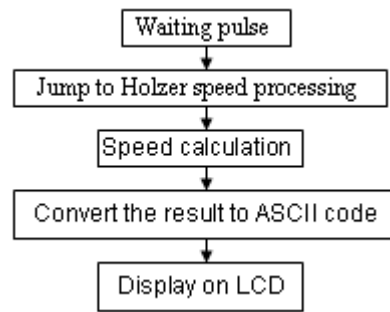 Waiting pulse
Jump to Holzer speed processing
Speed calculation
Convert the result to ASCII code
Display on LCD